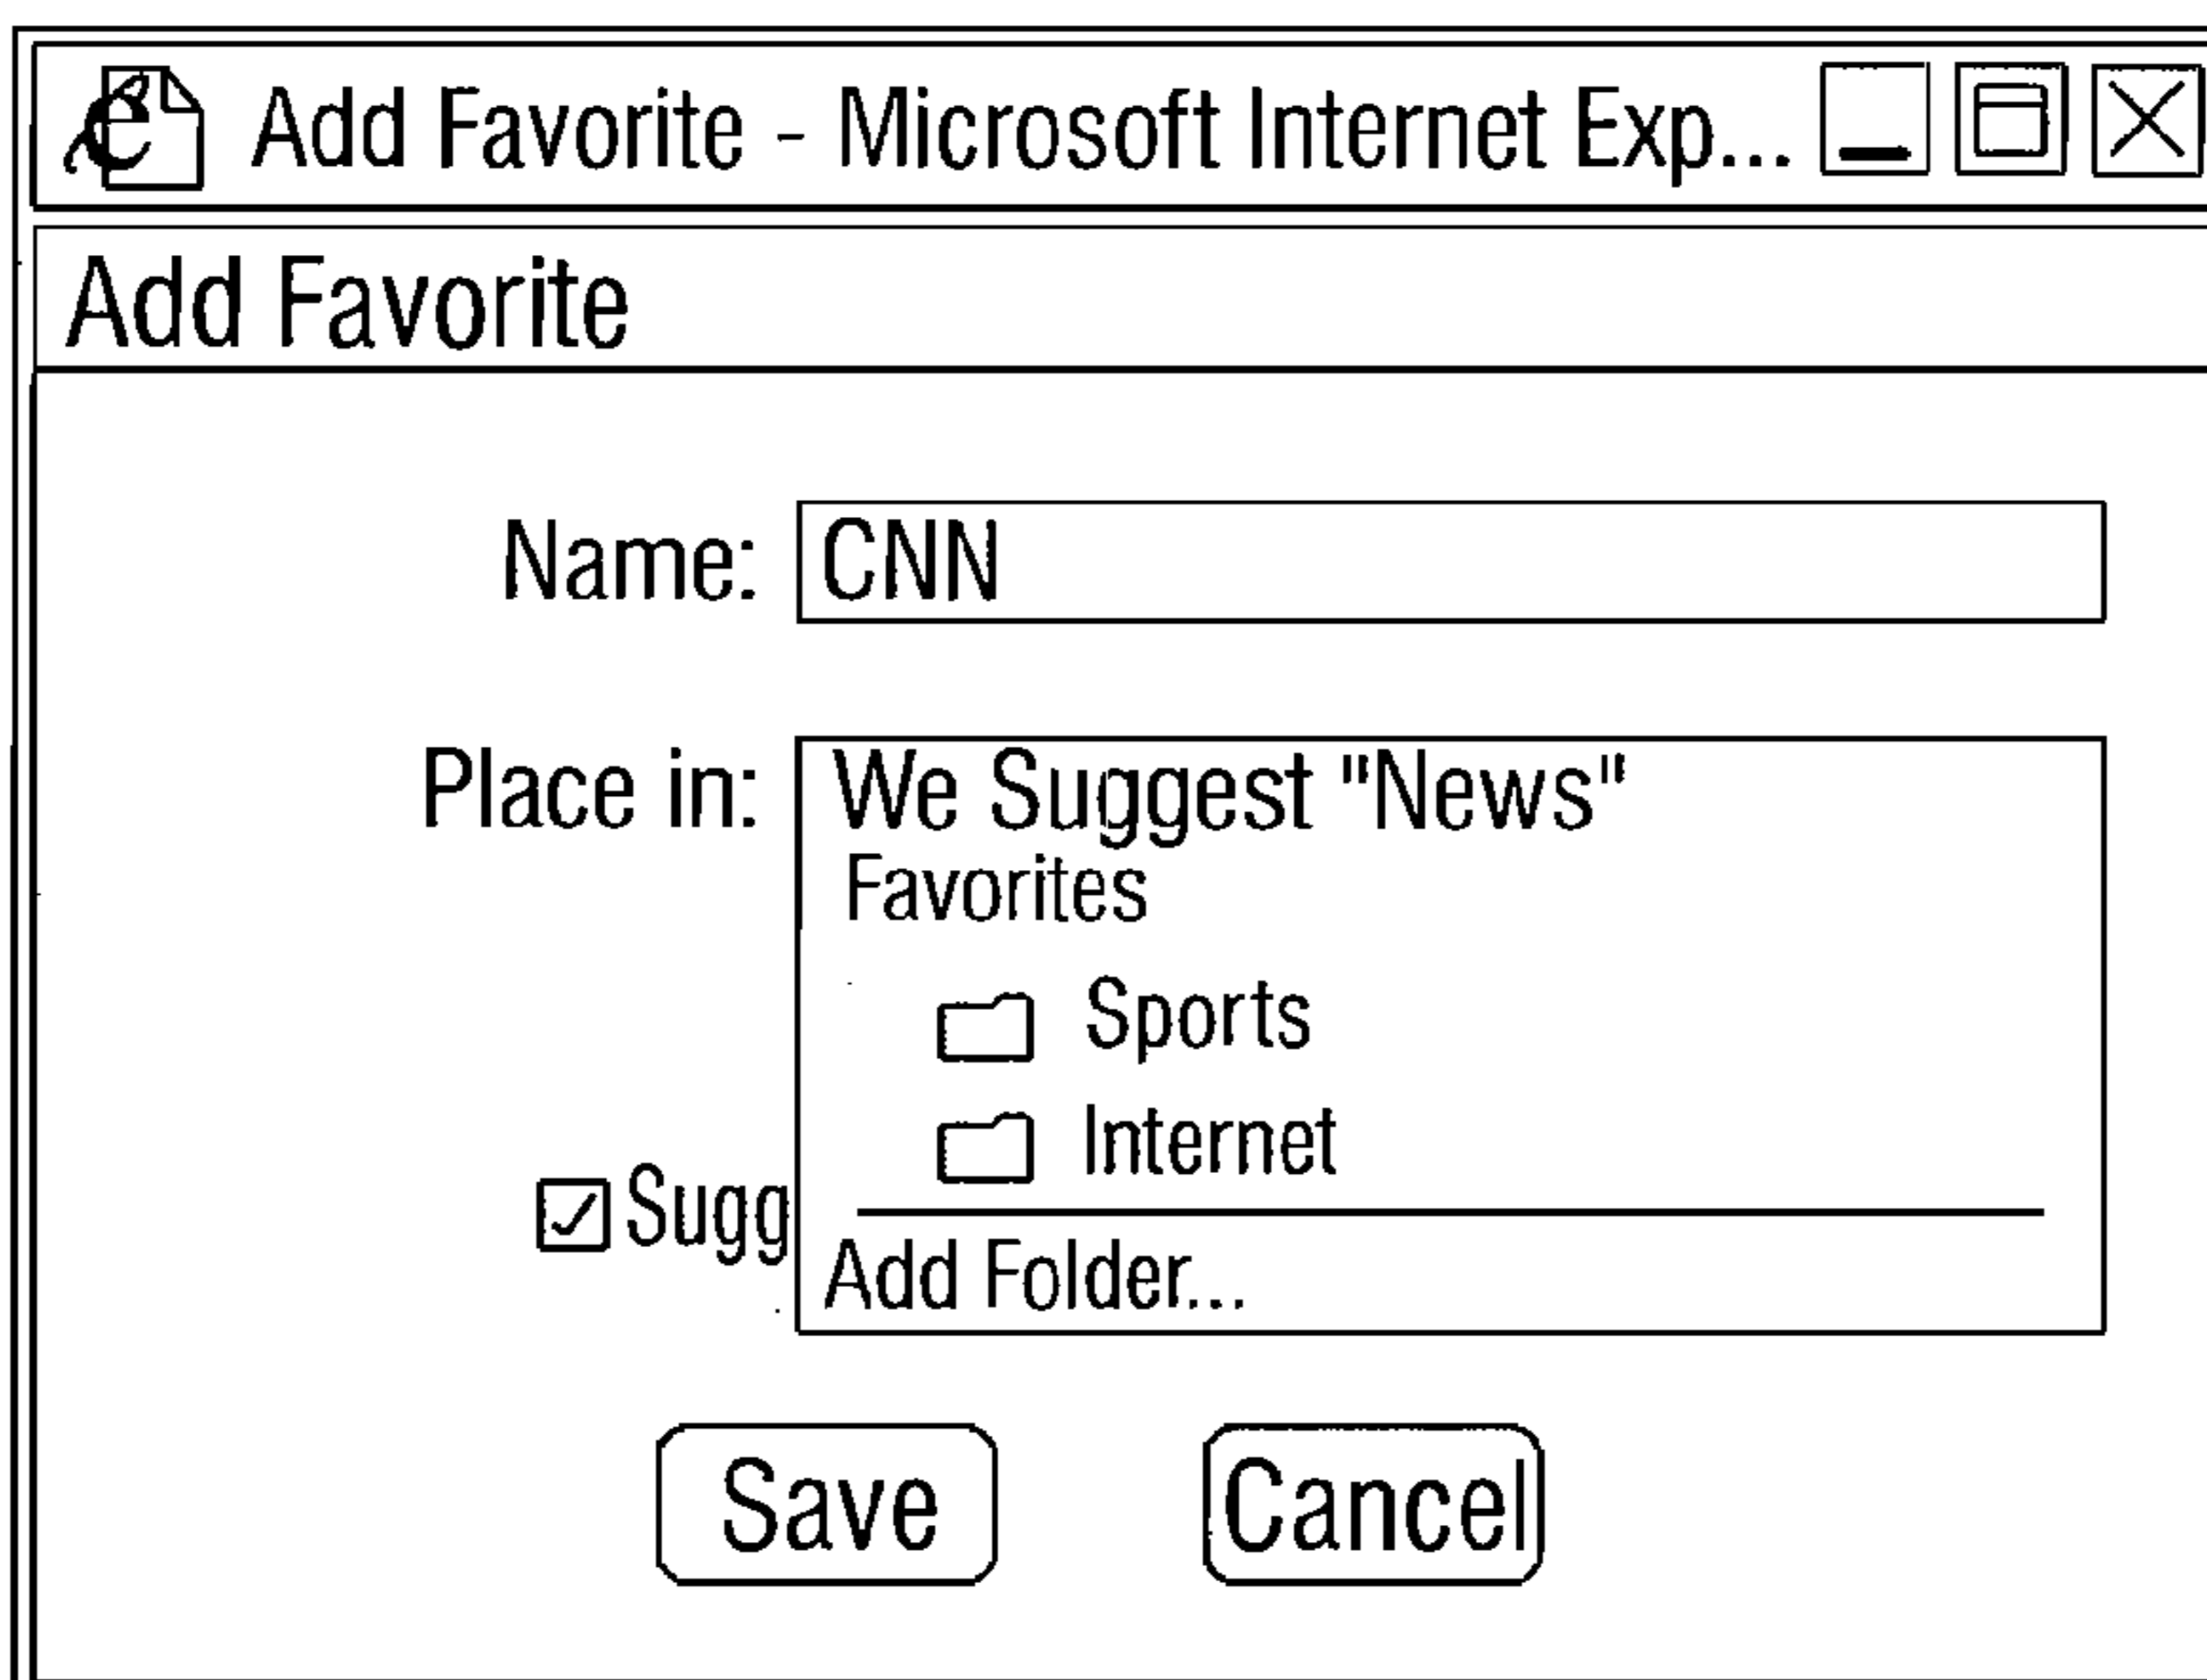 Add Favorite - Microsoft Internet Exp...
Add Favorite
Name: CNN
Place in: We Suggest "News"
Favorites
Sports
Internet
Sugg
Add Folder...
Save Cancel